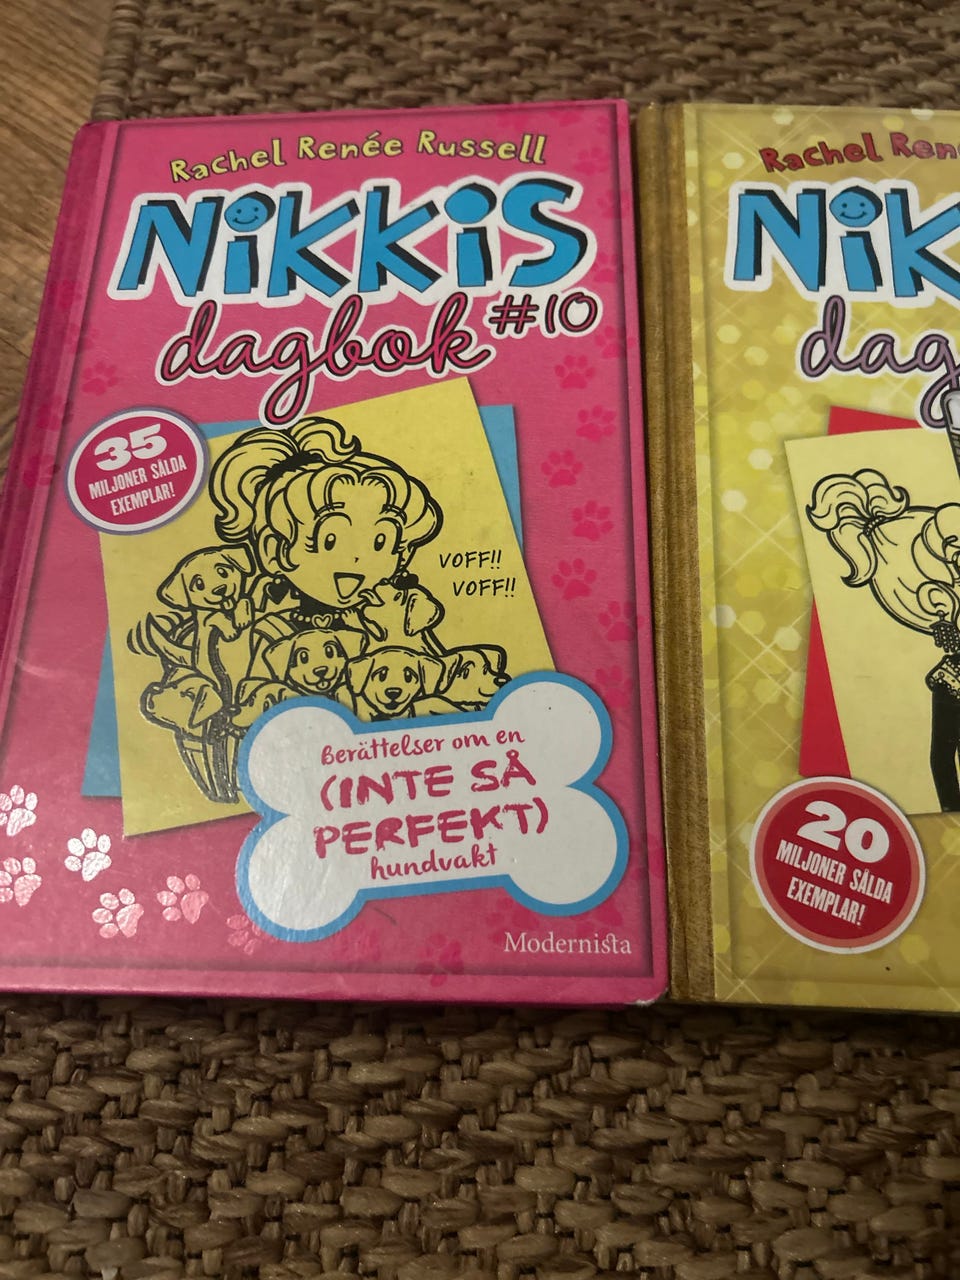 Rachel Renée Russell
NiKKiS
dagbok #10
35
MILJONER SÅLDA
EXEMPLAR!
VOFF!!
VOFF!!
Berättelser om en
(INTE SÅ
PERFEKT)
hundvakt
Modernista
Rachel
NiK
dag
20
MILJONER SÅLDA
EXEMPLAR!